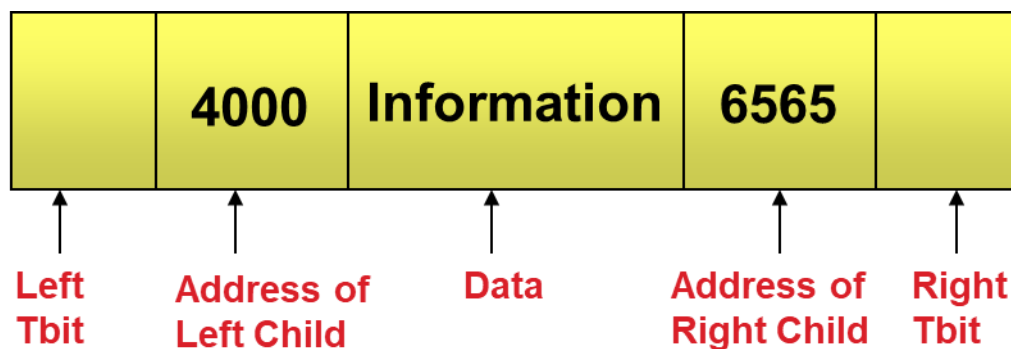 4000 Information 6565
Left Address of Data Address of Right
Tbit Left Child Right Child Tbit